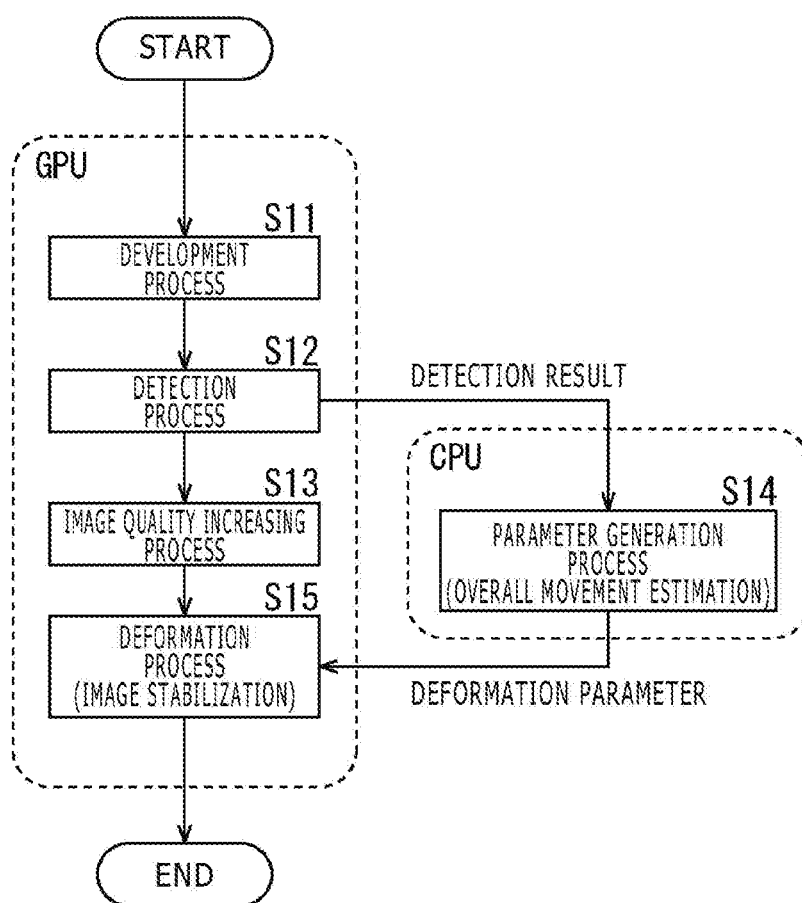 START
GPU
S11
DEVELOPMENT
PROCESS
S12
DETECTION
PROCESS
DETECTION RESULT
CPU
S13
IMAGE QUALITY INCREASING
PROCESS
S14
PARAMETER GENERATION
PROCESS
(OVERALL MOVEMENT ESTIMATION)
S15
DEFORMATION
PROCESS
(IMAGE STABILIZATION)
DEFORMATION PARAMETER
END